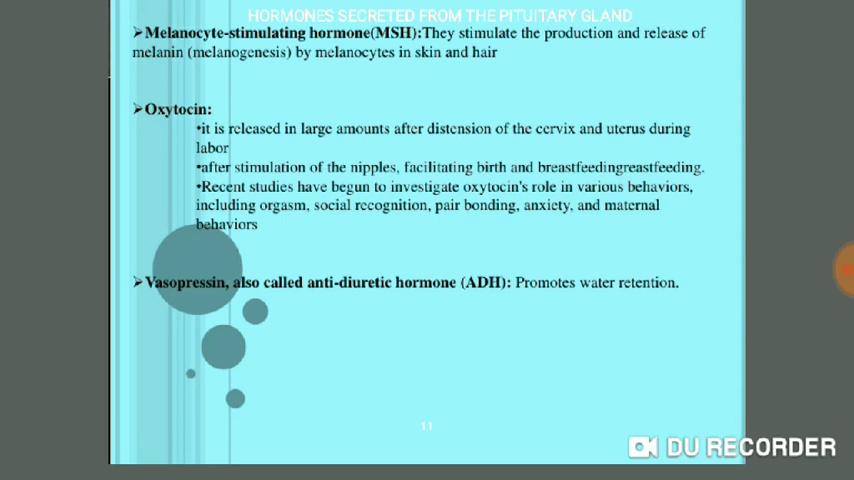 HORMONES SECRETED FROM THE PITUITARY GLAND
➢Melanocyte-stimulating hormone(MSH):They stimulate the production and release of
melanin (melanogenesis) by melanocytes in skin and hair
➢Oxytocin:
•it is released in large amounts after distension of the cervix and uterus during
labor
•after stimulation of the nipples, facilitating birth and breastfeedingreastfeeding.
•Recent studies have begun to investigate oxytocin's role in various behaviors,
including orgasm, social recognition, pair bonding, anxiety, and maternal
behaviors
➢Vasopressin, also called anti-diuretic hormone (ADH): Promotes water retention.
11
DU RECORDER